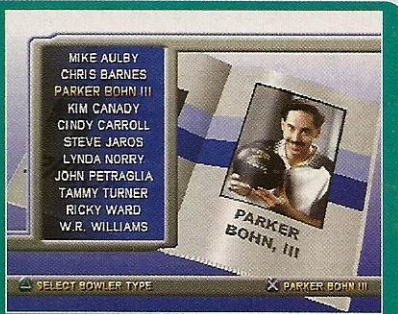 MIKE AULBY
CHRIS BARNES
PARKER BOHN III
KIM CANADY
CINDY CARROLL
STEVE JAROS
LYNDA NORRY
JOHN PETRAGLIA
TAMMY TURNER
RICKY WARD
W.R. WILLIAMS
PARKER
BOHN, III
SELECT BOWLER TYPE
PARKER BOHN III